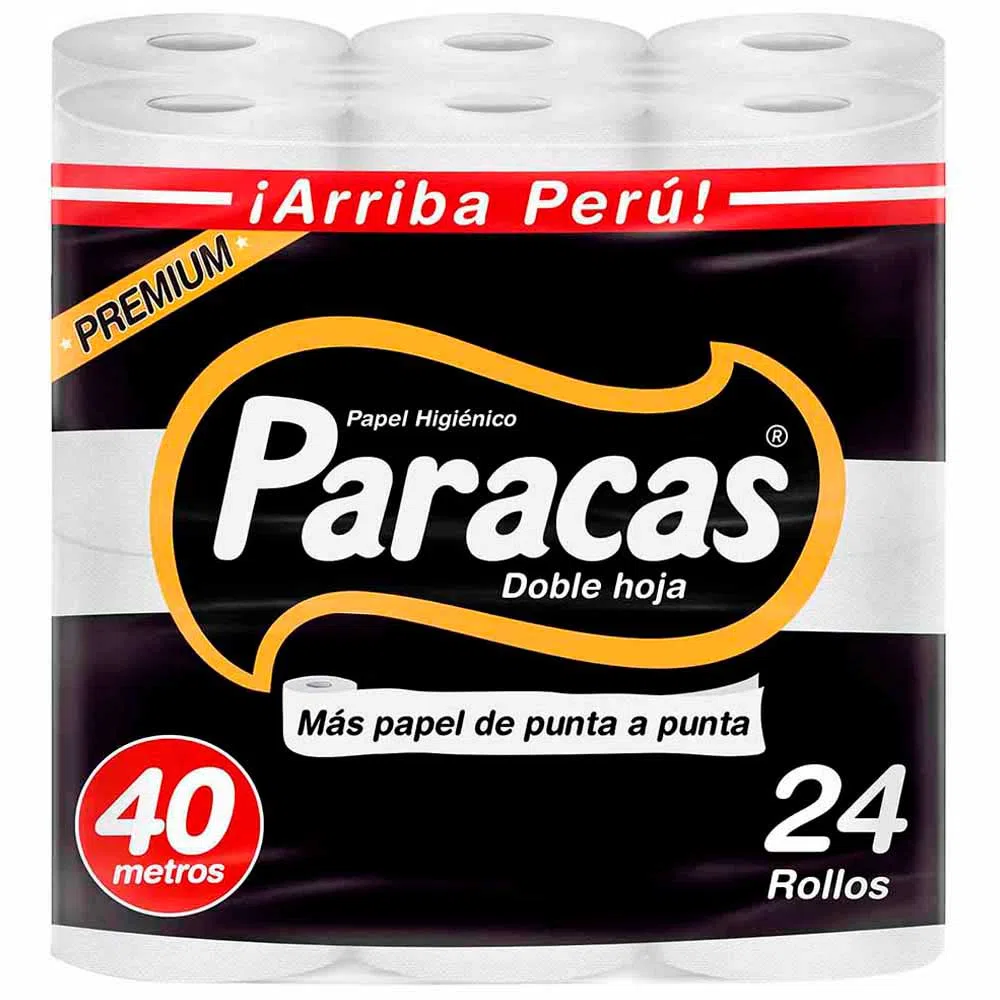 ¡Arriba Perú!
PREMIUM
Papel Higiénico
Paracas®
Doble hoja
Más papel de punta a punta
40
metros
24
Rollos